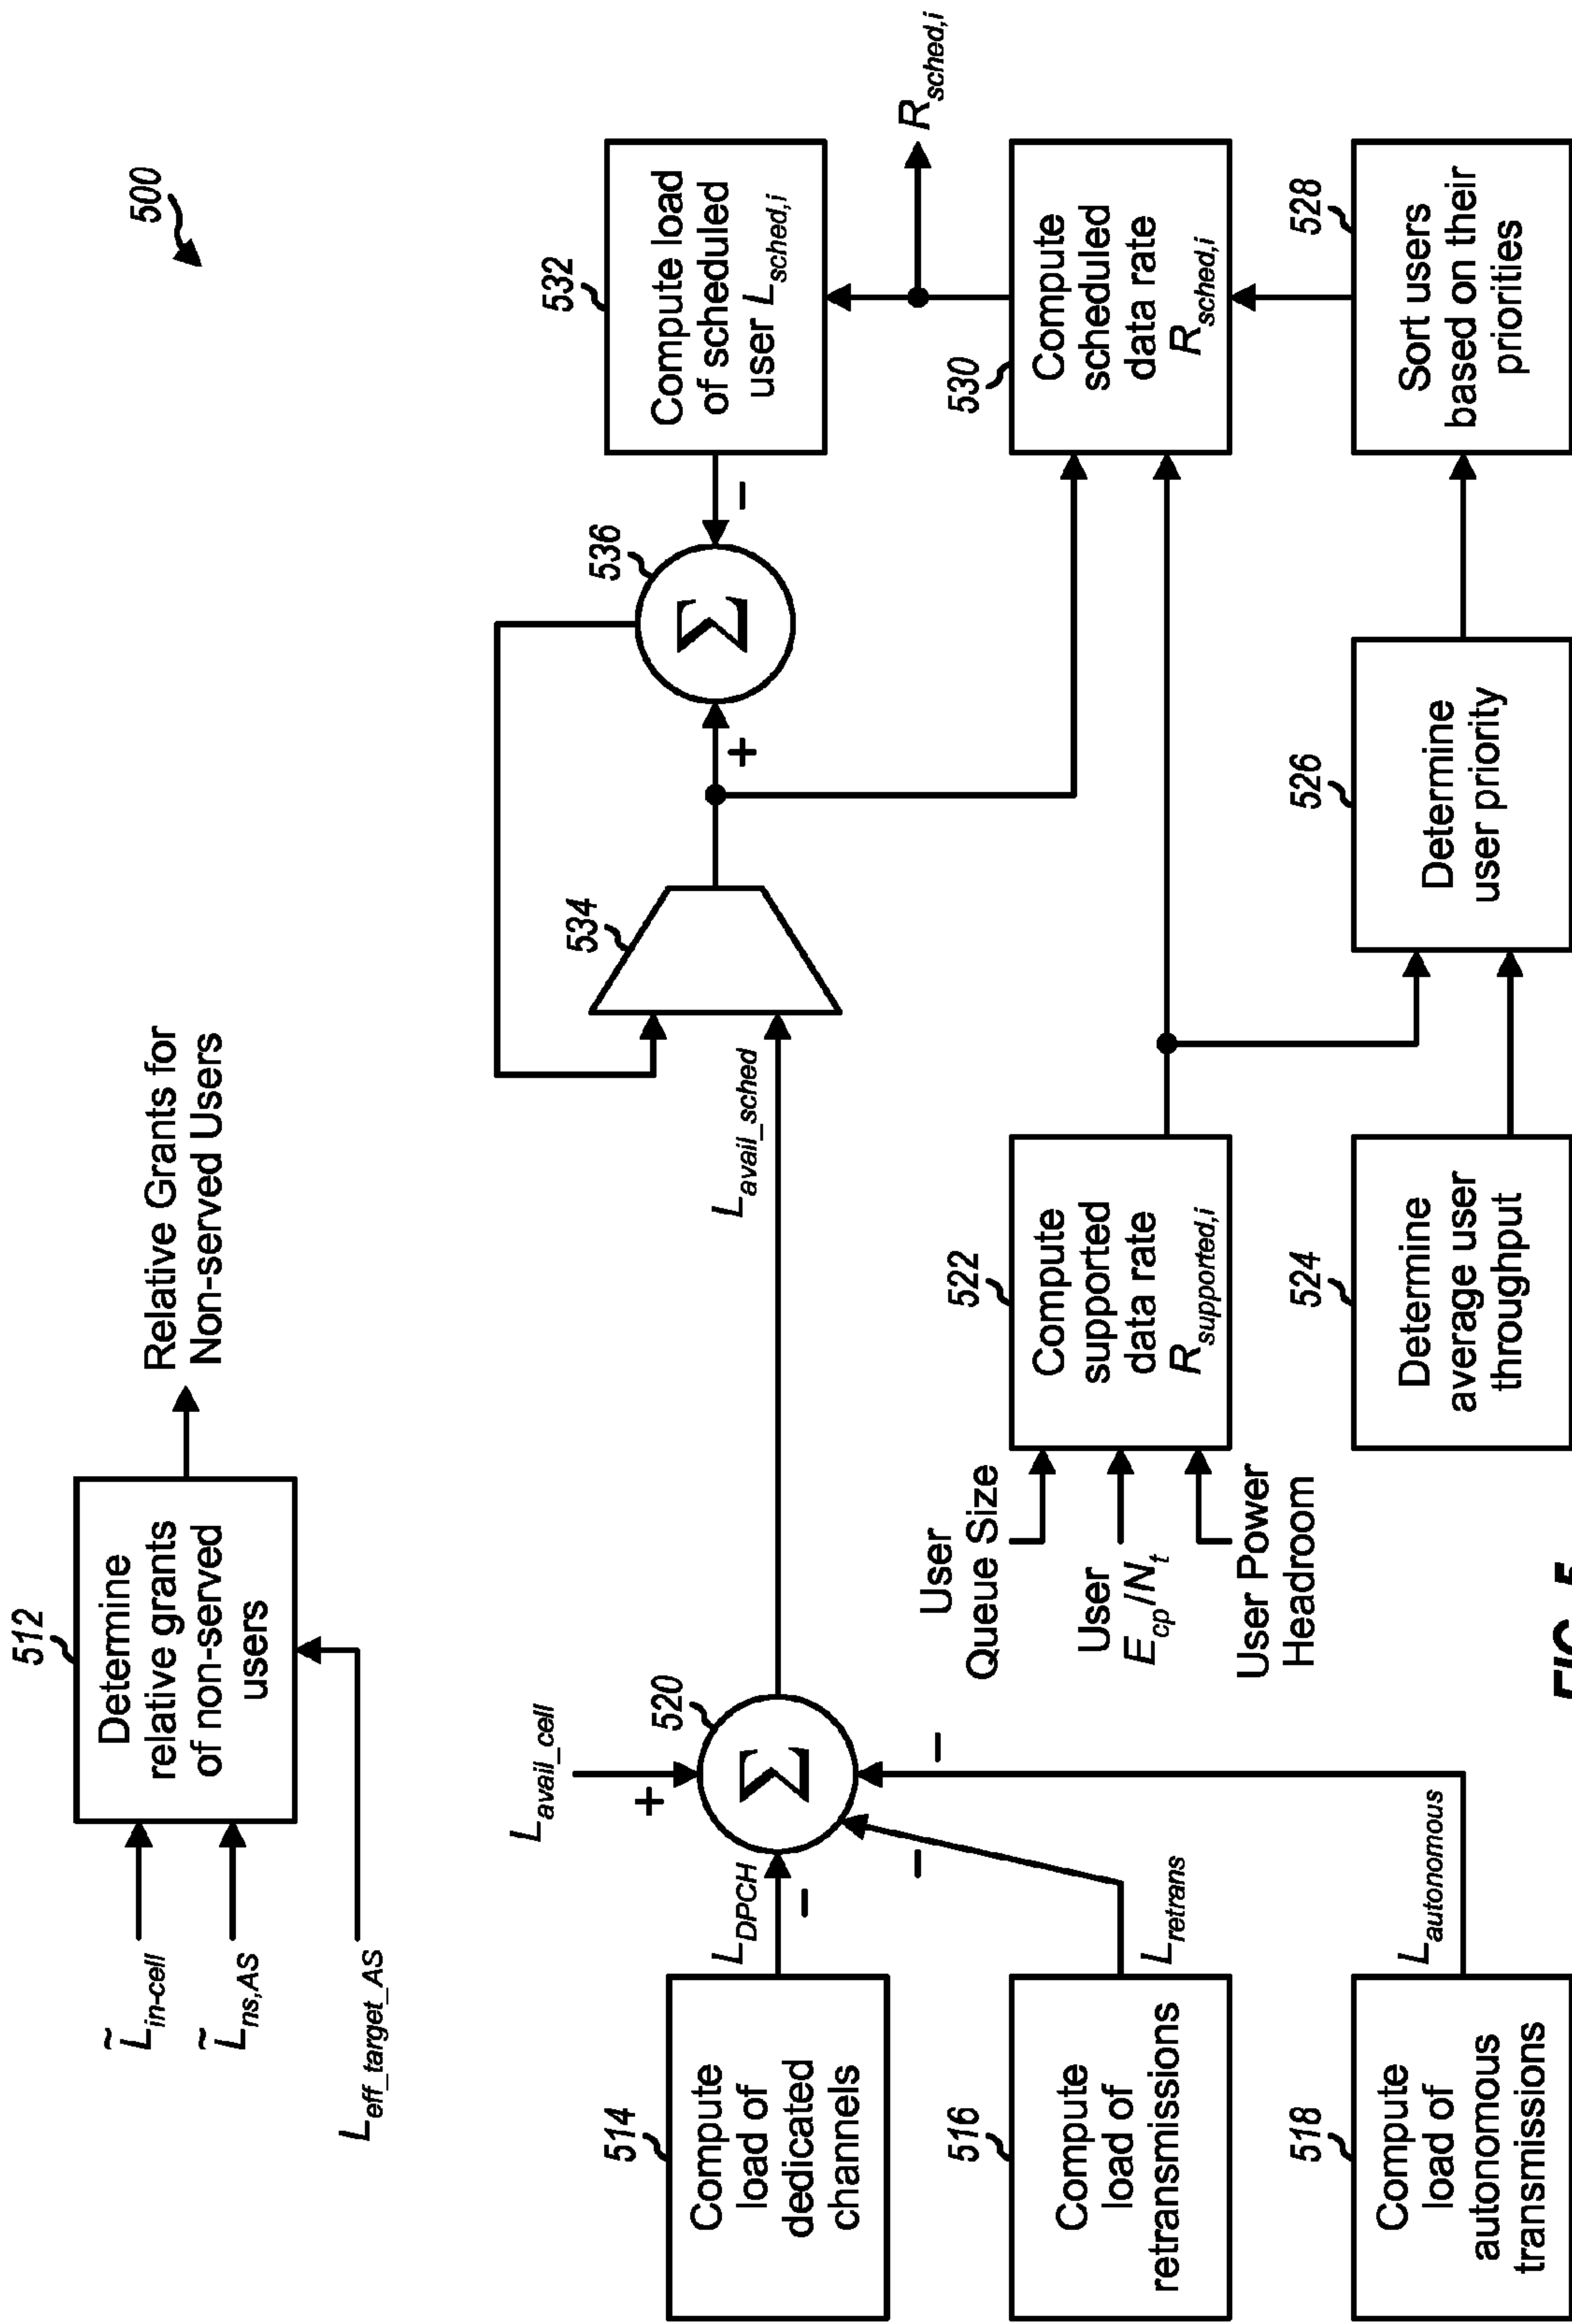 500
512
Determine
relative grants
of non-served
users
L̃in-cell
L̃ns,AS
Leff_target_AS
Relative Grants for
Non-served Users
514
Compute
load of
dedicated
channels
LDPCH
−
Lavail_cell
+
520
Σ
516
Compute
load of
retransmissions
Lretrans
−
518
Compute
load of
autonomous
transmissions
Lautonomous
−
Lavail_sched
534
+
536
Σ
−
532
Compute load
of scheduled
user Lsched,i
Rsched,i
User
Queue Size
User
Ecp/Nt
User Power
Headroom
522
Compute
supported
data rate
Rsupported,i
530
Compute
scheduled
data rate
Rsched,i
524
Determine
average user
throughput
526
Determine
user priority
528
Sort users
based on their
priorities